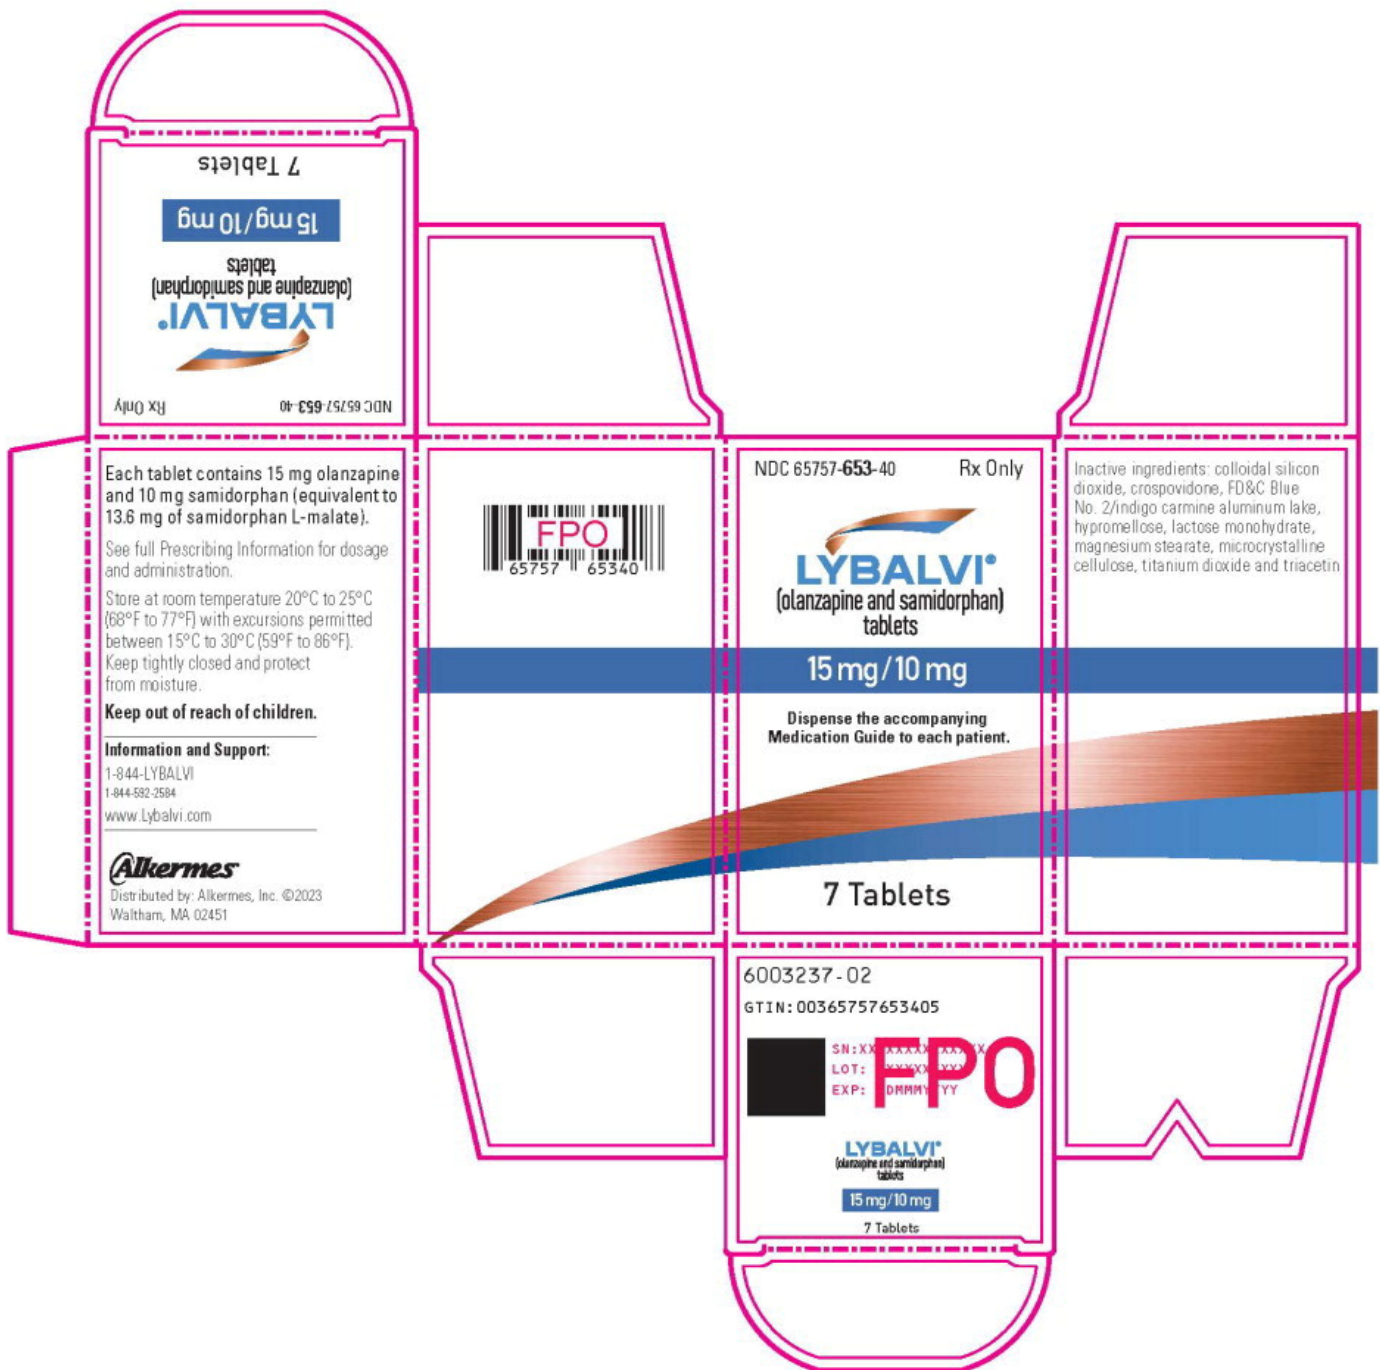 7 Tablets
15 mg/10 mg
tablets
(olanzapine and samidorphan)
LYBALVI®
NDC 65757-653-40 Rx Only
Each tablet contains 15 mg olanzapine
and 10 mg samidorphan (equivalent to
13.6 mg of samidorphan L-malate).
See full Prescribing Information for dosage
and administration.
Store at room temperature 20°C to 25°C
(68°F to 77°F) with excursions permitted
between 15°C to 30°C (59°F to 86°F).
Keep tightly closed and protect
from moisture.
Keep out of reach of children.
Information and Support:
1-844-LYBALVI
1-844-592-2584
www.Lybalvi.com
Alkermes®
Distributed by: Alkermes, Inc. ©2023
Waltham, MA 02451
FPO
65757 65340
NDC 65757-653-40 Rx Only
LYBALVI®
(olanzapine and samidorphan)
tablets
15 mg/10 mg
Dispense the accompanying
Medication Guide to each patient.
7 Tablets
Inactive ingredients: colloidal silicon
dioxide, crospovidone, FD&C Blue
No. 2/indigo carmine aluminum lake,
hypromellose, lactose monohydrate,
magnesium stearate, microcrystalline
cellulose, titanium dioxide and triacetin
6003237-02
GTIN:00365757653405
SN:
LOT:
EXP:
FPO
LYBALVI®
(olanzapine and samidorphan)
tablets
15 mg/10 mg
7 Tablets